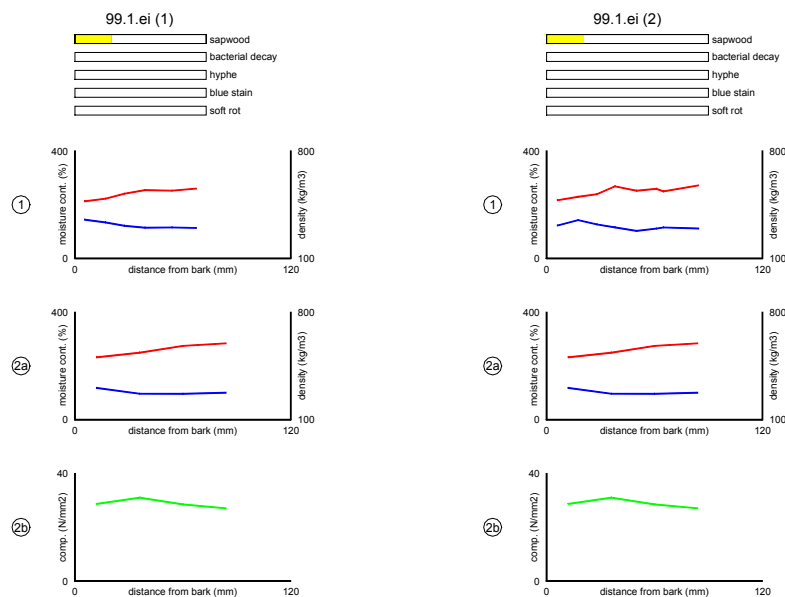 99.1.ei (1)
sapwood
bacterial decay
hyphe
blue stain
soft rot
1
400
moisture cont. (%)
0
800
density (kg/m3)
100
0
distance from bark (mm)
120
2a
400
moisture cont. (%)
0
800
density (kg/m3)
100
0
distance from bark (mm)
120
2b
40
comp. (N/mm2)
0
0
distance from bark (mm)
120
99.1.ei (2)
sapwood
bacterial decay
hyphe
blue stain
soft rot
1
400
moisture cont. (%)
0
800
density (kg/m3)
100
0
distance from bark (mm)
120
2a
400
moisture cont. (%)
0
800
density (kg/m3)
100
0
distance from bark (mm)
120
2b
40
comp. (N/mm2)
0
0
distance from bark (mm)
120